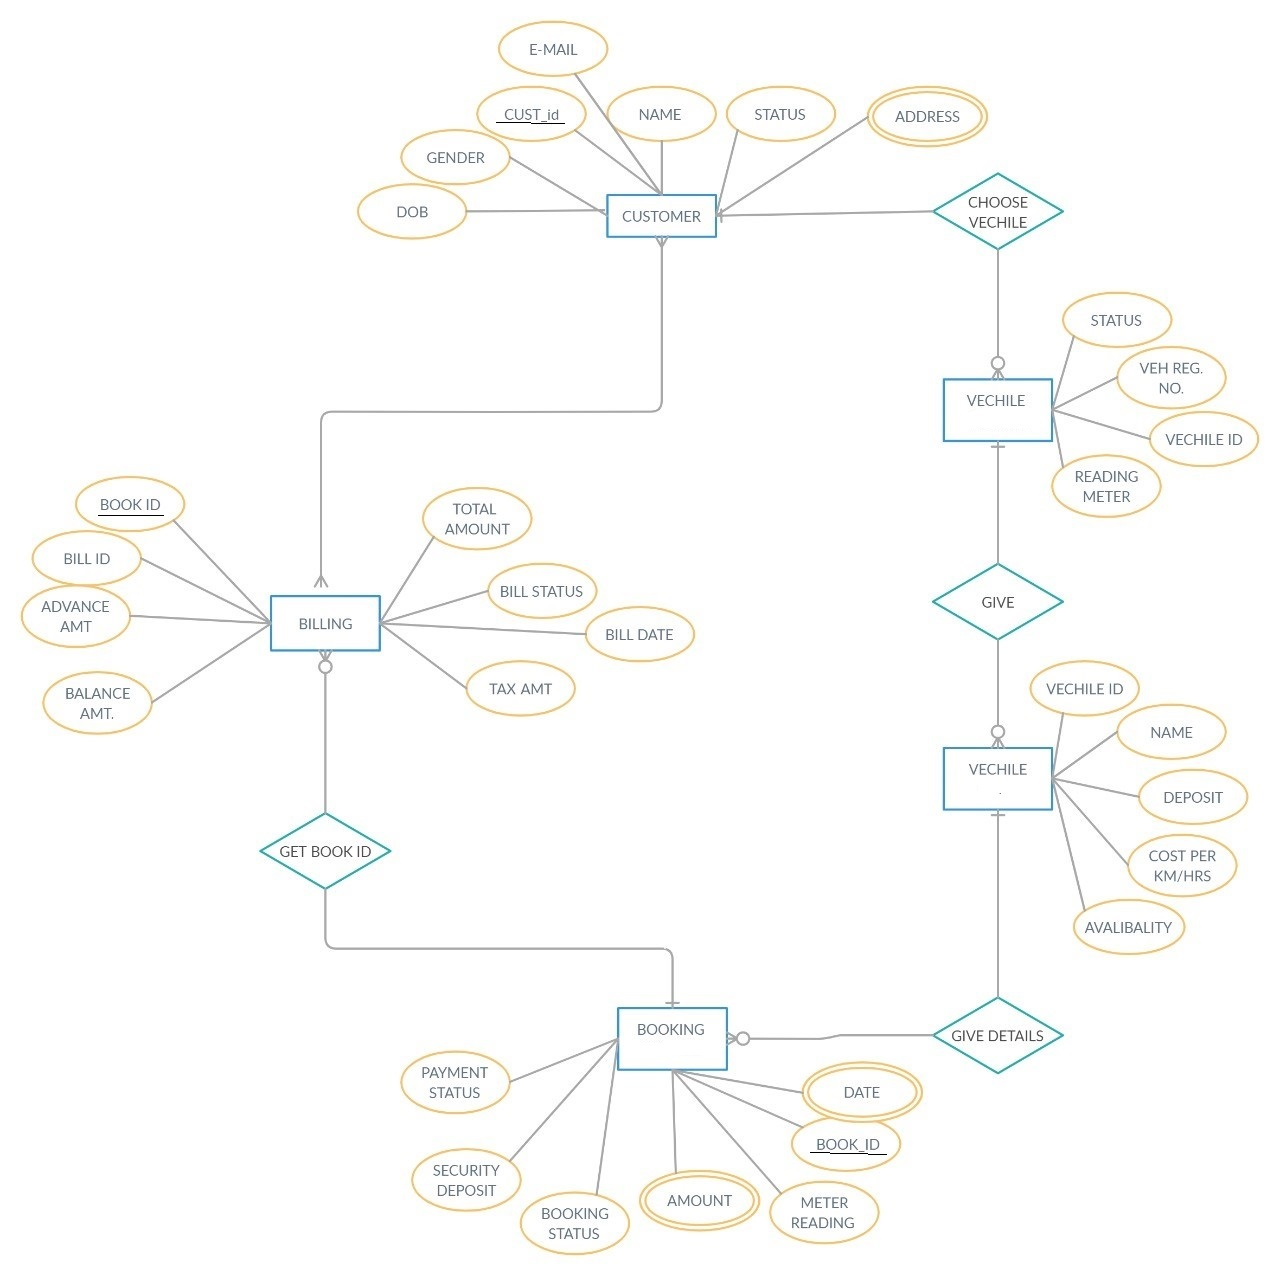 E-MAIL
CUST_id
NAME
STATUS
ADDRESS
GENDER
DOB
CUSTOMER
CHOOSE
VECHILE
STATUS
VEH REG.
NO.
VECHILE
VECHILE ID
READING
METER
BOOK ID
TOTAL
AMOUNT
BILL ID
BILL STATUS
ADVANCE
AMT
BILLING
BILL DATE
GIVE
BALANCE
AMT.
TAX AMT
VECHILE ID
NAME
VECHILE
.
DEPOSIT
COST PER
KM/HRS
GET BOOK ID
AVALIBALITY
BOOKING
GIVE DETAILS
PAYMENT
STATUS
DATE
BOOK_ID
SECURITY
DEPOSIT
AMOUNT
BOOKING
STATUS
METER
READING